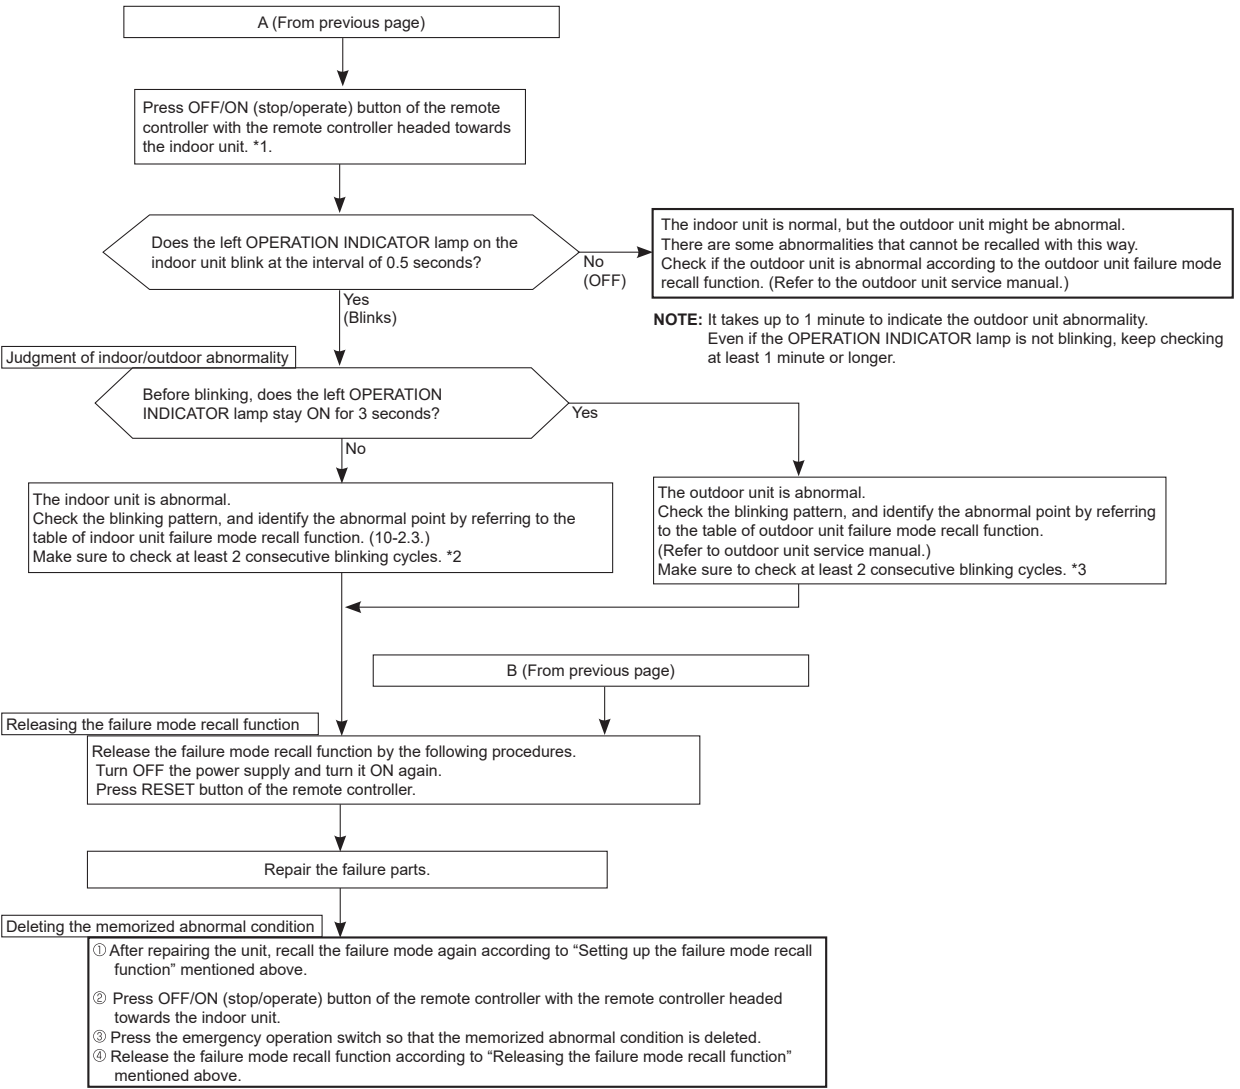 A (From previous page)
Press OFF/ON (stop/operate) button of the remote
controller with the remote controller headed towards
the indoor unit. *1.
Does the left OPERATION INDICATOR lamp on the
indoor unit blink at the interval of 0.5 seconds?
No
(OFF)
The indoor unit is normal, but the outdoor unit might be abnormal.
There are some abnormalities that cannot be recalled with this way.
Check if the outdoor unit is abnormal according to the outdoor unit failure mode
recall function. (Refer to the outdoor unit service manual.)
NOTE: It takes up to 1 minute to indicate the outdoor unit abnormality.
Even if the OPERATION INDICATOR lamp is not blinking, keep checking
at least 1 minute or longer.
Yes
(Blinks)
Judgment of indoor/outdoor abnormality
Before blinking, does the left OPERATION
INDICATOR lamp stay ON for 3 seconds?
Yes
No
The indoor unit is abnormal.
Check the blinking pattern, and identify the abnormal point by referring to the
table of indoor unit failure mode recall function. (10-2.3.)
Make sure to check at least 2 consecutive blinking cycles. *2
The outdoor unit is abnormal.
Check the blinking pattern, and identify the abnormal point by referring
to the table of outdoor unit failure mode recall function.
(Refer to outdoor unit service manual.)
Make sure to check at least 2 consecutive blinking cycles. *3
B (From previous page)
Releasing the failure mode recall function
Release the failure mode recall function by the following procedures.
Turn OFF the power supply and turn it ON again.
Press RESET button of the remote controller.
Repair the failure parts.
Deleting the memorized abnormal condition
① After repairing the unit, recall the failure mode again according to “Setting up the failure mode recall
function” mentioned above.
② Press OFF/ON (stop/operate) button of the remote controller with the remote controller headed
towards the indoor unit.
③ Press the emergency operation switch so that the memorized abnormal condition is deleted.
④ Release the failure mode recall function according to “Releasing the failure mode recall function”
mentioned above.